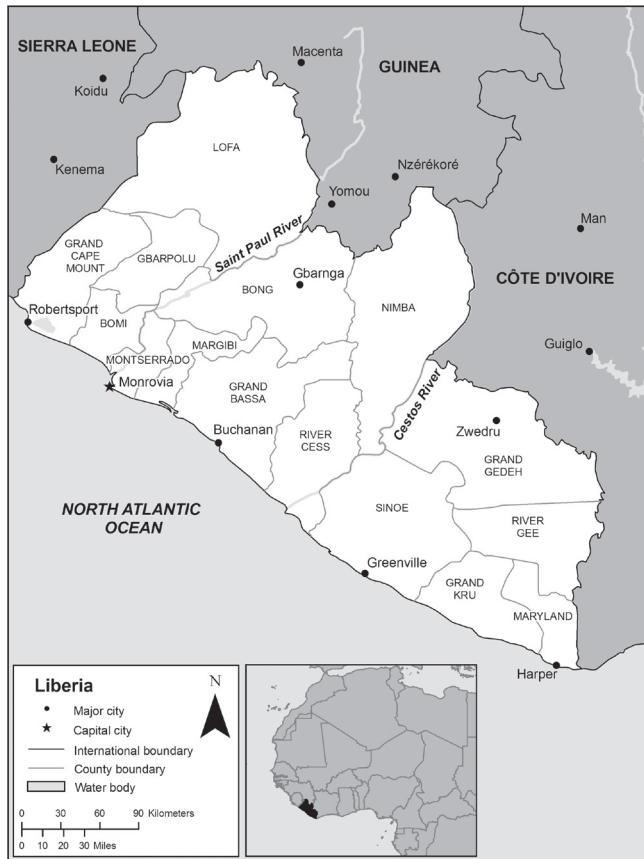 SIERRA LEONE
Macenta
GUINEA
Koidu
LOFA
Kenema
Nzérékoré
Yomou
Man
GRAND
CAPE
MOUNT
GBARPOLU
Saint Paul River
CÔTE D'IVOIRE
Gbarnga
BONG
NIMBA
Robertsport
BOMI
MARGIBI
Guiglo
MONTSERRADO
Monrovia
GRAND
BASSA
Cestos River
Buchanan
RIVER
CESS
Zwedru
GRAND
GEDEH
NORTH ATLANTIC
OCEAN
SINOE
RIVER
GEE
Greenville
GRAND
KRU
MARYLAND
Harper
Liberia
N
Major city
Capital city
International boundary
County boundary
Water body
0 30 60 90 Kilometers
0 10 20 30 Miles